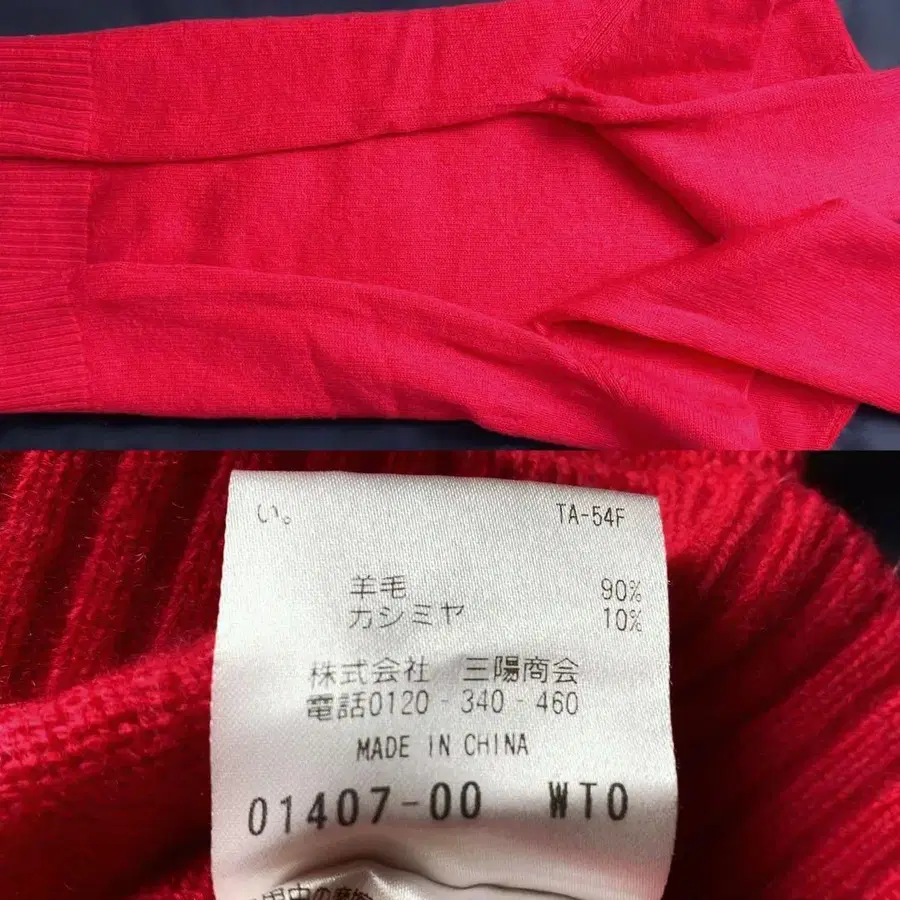 い。
TA-54F
羊毛 90%
カシミヤ 10%
株式会社 三陽商会
電話0120-340-460
MADE IN CHINA
01407-00 WTO